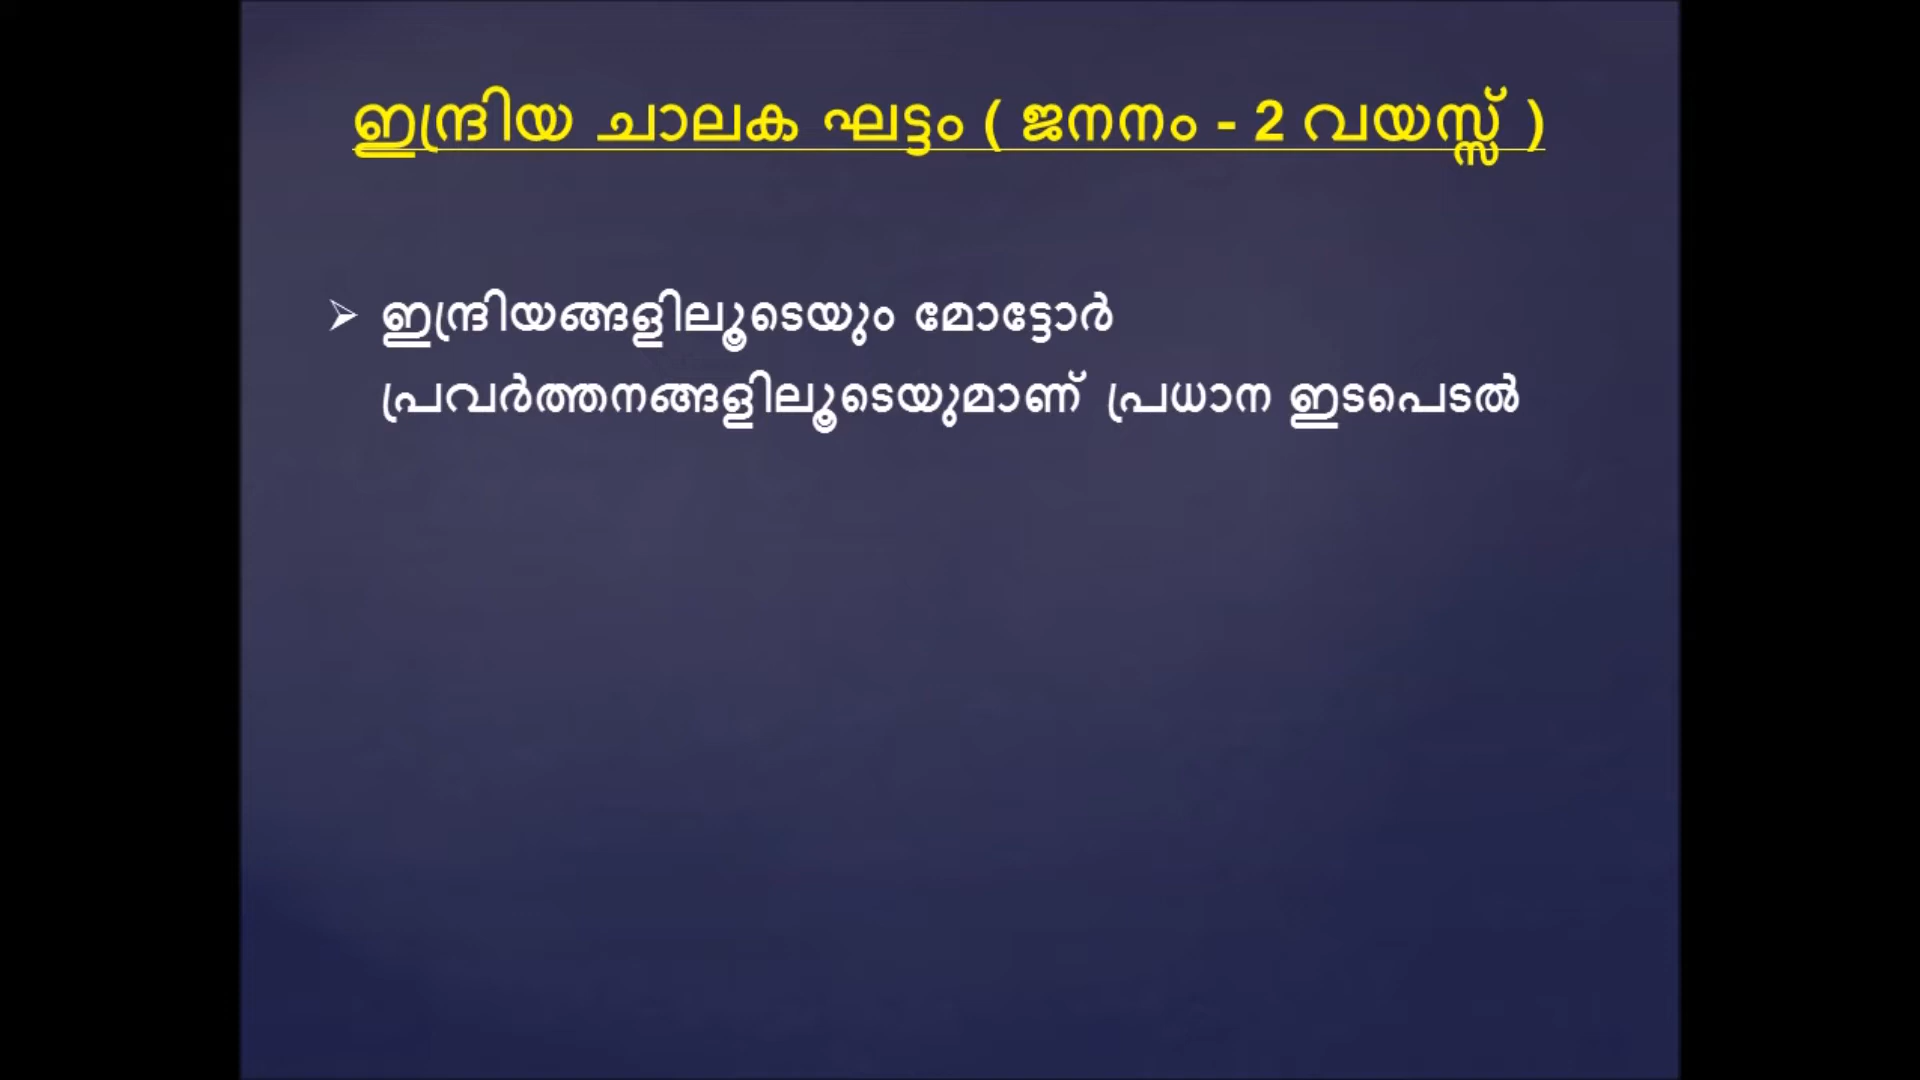 ഇന്ദ്രിയ ചാലക ഘട്ടം ( ജനനം - 2 വയസ്സ് )
➢ ഇന്ദ്രിയങ്ങളിലൂടെയും മോട്ടോർ
പ്രവർത്തനങ്ങളിലൂടെയുമാണ് പ്രധാന ഇടപെടൽ